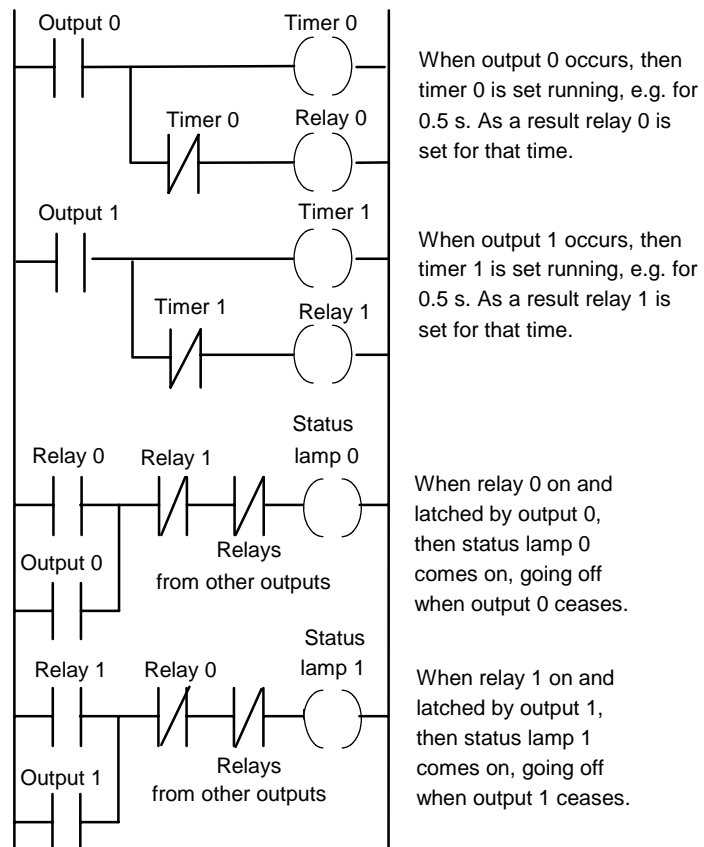 Output 0
Timer 0
When output 0 occurs, then
timer 0 is set running, e.g. for
0.5 s. As a result relay 0 is
set for that time.
Timer 0
Relay 0
Output 1
Timer 1
When output 1 occurs, then
timer 1 is set running, e.g. for
0.5 s. As a result relay 1 is
set for that time.
Timer 1
Relay 1
Status
lamp 0
Relay 0
Relay 1
When relay 0 on and
latched by output 0,
then status lamp 0
comes on, going off
when output 0 ceases.
Output 0
Relays
from other outputs
Status
lamp 1
Relay 1
Relay 0
When relay 1 on and
latched by output 1,
then status lamp 1
comes on, going off
when output 1 ceases.
Output 1
Relays
from other outputs